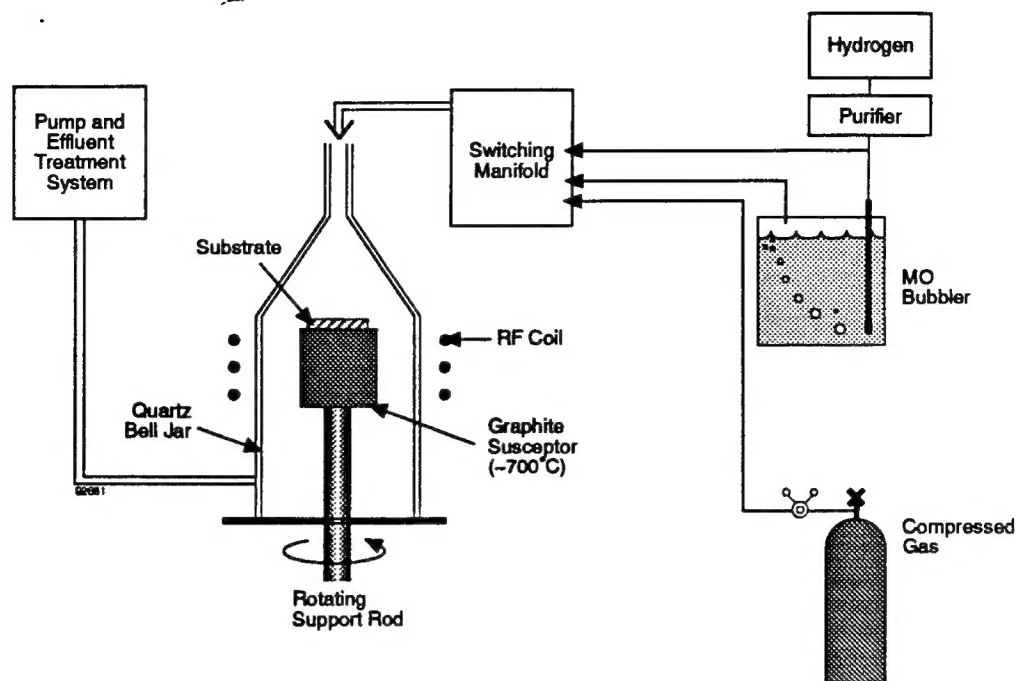 Hydrogen
Purifier
Pump and
Effluent
Treatment
System
Switching
Manifold
Substrate
MO
Bubbler
RF Coil
Quartz
Bell Jar
Graphite
Susceptor
(~700°C)
Compressed
Gas
Rotating
Support Rod